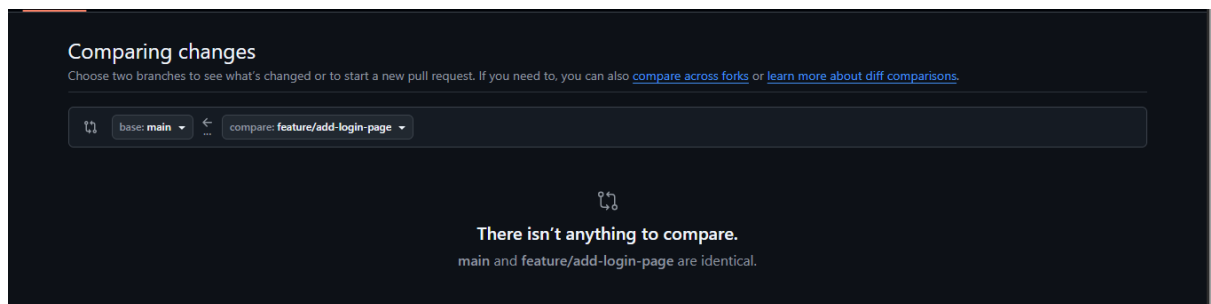 Comparing changes
Choose two branches to see what's changed or to start a new pull request. If you need to, you can also compare across forks or learn more about diff comparisons.
base: main ← ... compare: feature/add-login-page
There isn't anything to compare.
main and feature/add-login-page are identical.